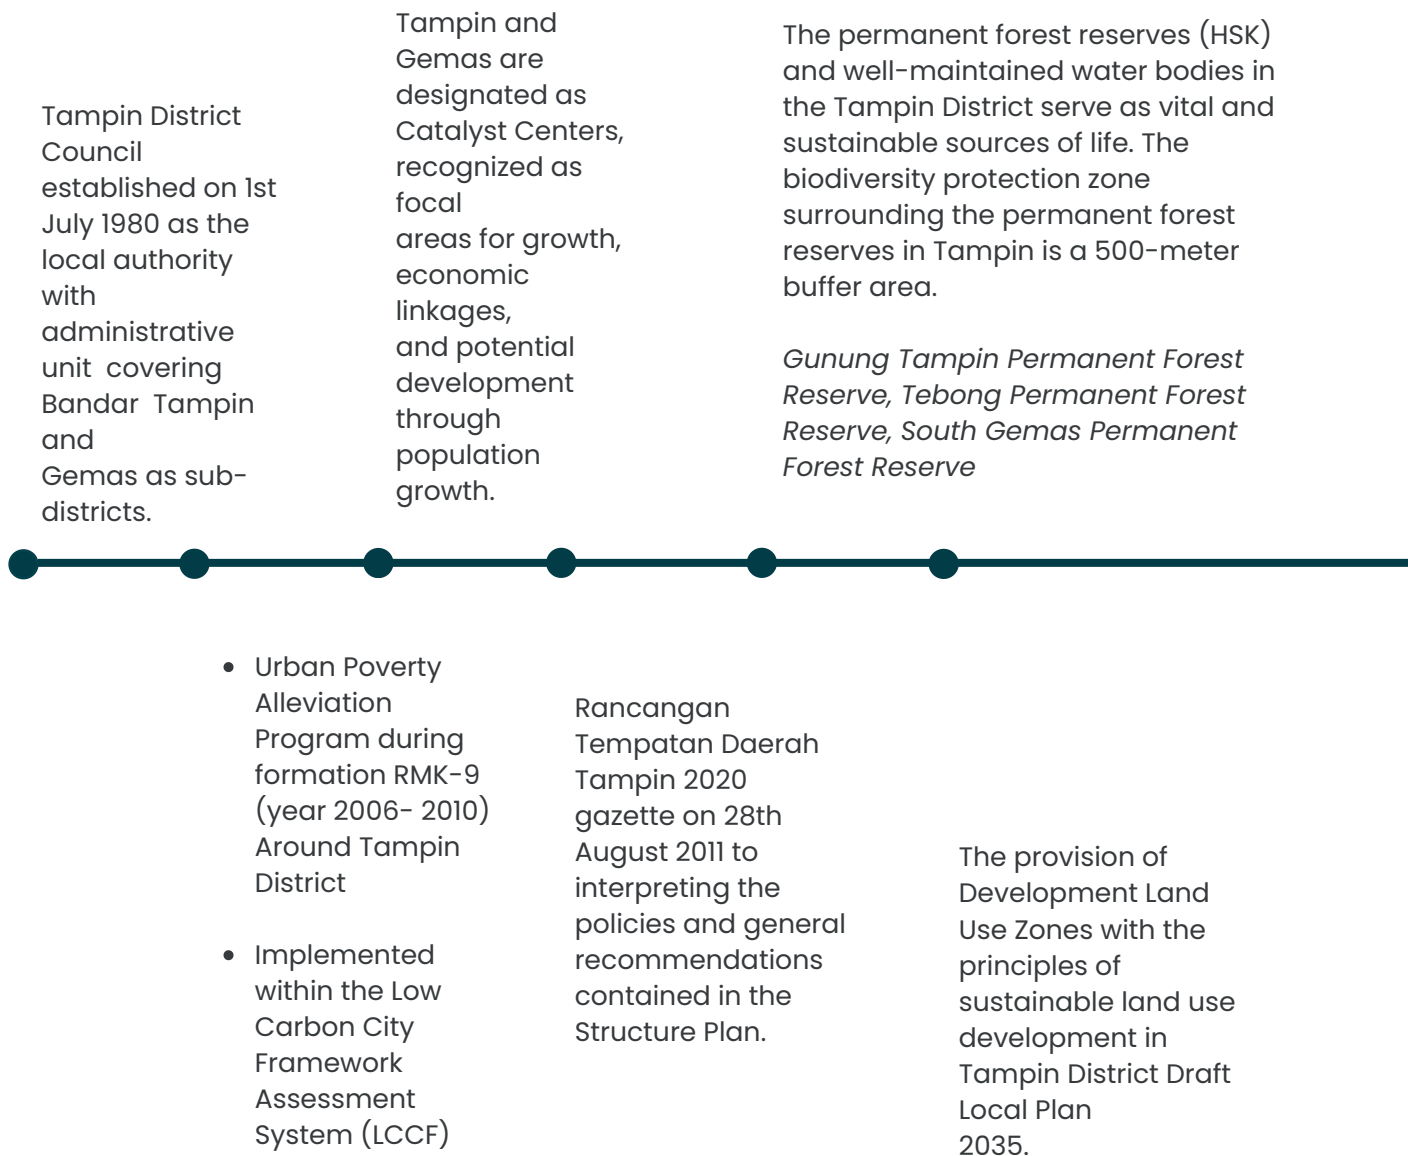 Tampin District
Council
established on 1st
July 1980 as the
local authority
with
administrative
unit covering
Bandar Tampin
and
Gemas as sub-
districts.
Tampin and
Gemas are
designated as
Catalyst Centers,
recognized as
focal
areas for growth,
economic
linkages,
and potential
development
through
population
growth.
The permanent forest reserves (HSK)
and well-maintained water bodies in
the Tampin District serve as vital and
sustainable sources of life. The
biodiversity protection zone
surrounding the permanent forest
reserves in Tampin is a 500-meter
buffer area.
Gunung Tampin Permanent Forest
Reserve, Tebong Permanent Forest
Reserve, South Gemas Permanent
Forest Reserve
• Urban Poverty
Alleviation
Program during
formation RMK-9
(year 2006- 2010)
Around Tampin
District
• Implemented
within the Low
Carbon City
Framework
Assessment
System (LCCF)
Rancangan
Tempatan Daerah
Tampin 2020
gazette on 28th
August 2011 to
interpreting the
policies and general
recommendations
contained in the
Structure Plan.
The provision of
Development Land
Use Zones with the
principles of
sustainable land use
development in
Tampin District Draft
Local Plan
2035.